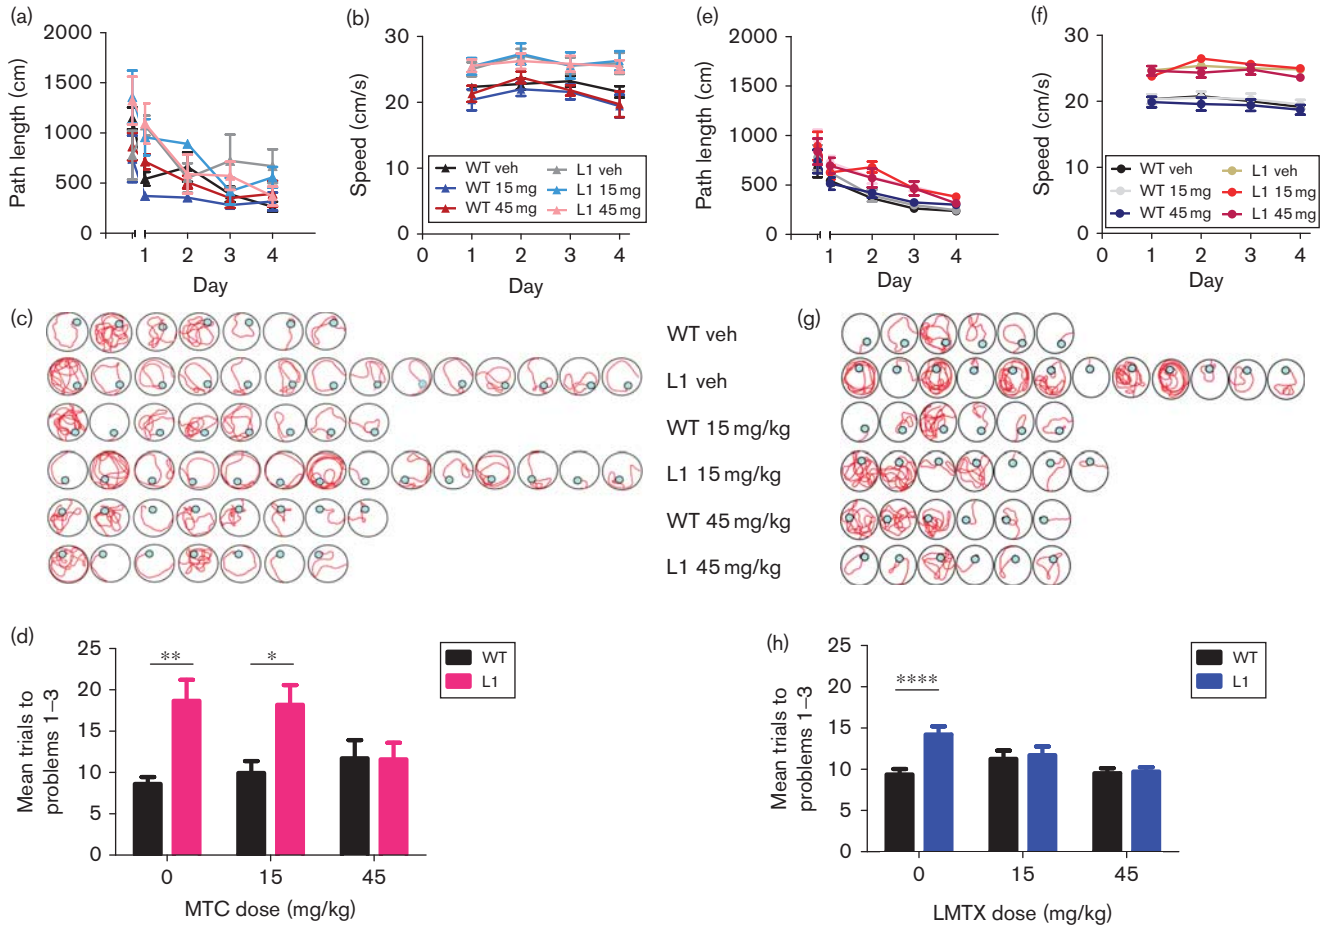 (a)
2000
1500
1000
500
0
Path length (cm)
1 2 3 4
Day
(b)
30
20
10
0
Speed (cm/s)
WT veh L1 veh
WT 15 mg L1 15 mg
WT 45 mg L1 45 mg
0 1 2 3 4
Day
(e)
2000
1500
1000
500
0
Path length (cm)
1 2 3 4
Day
(f)
30
20
10
0
Speed (cm/s)
WT veh L1 veh
WT 15 mg L1 15 mg
WT 45 mg L1 45 mg
0 1 2 3 4
Day
(c)
WT veh
L1 veh
WT 15 mg/kg
L1 15 mg/kg
WT 45 mg/kg
L1 45 mg/kg
(g)
(d)
25
20
15
10
5
0
Mean trials to
problems 1–3
** *
WT
L1
0 15 45
MTC dose (mg/kg)
(h)
25
20
15
10
5
0
Mean trials to
problems 1–3
****
WT
L1
0 15 45
LMTX dose (mg/kg)